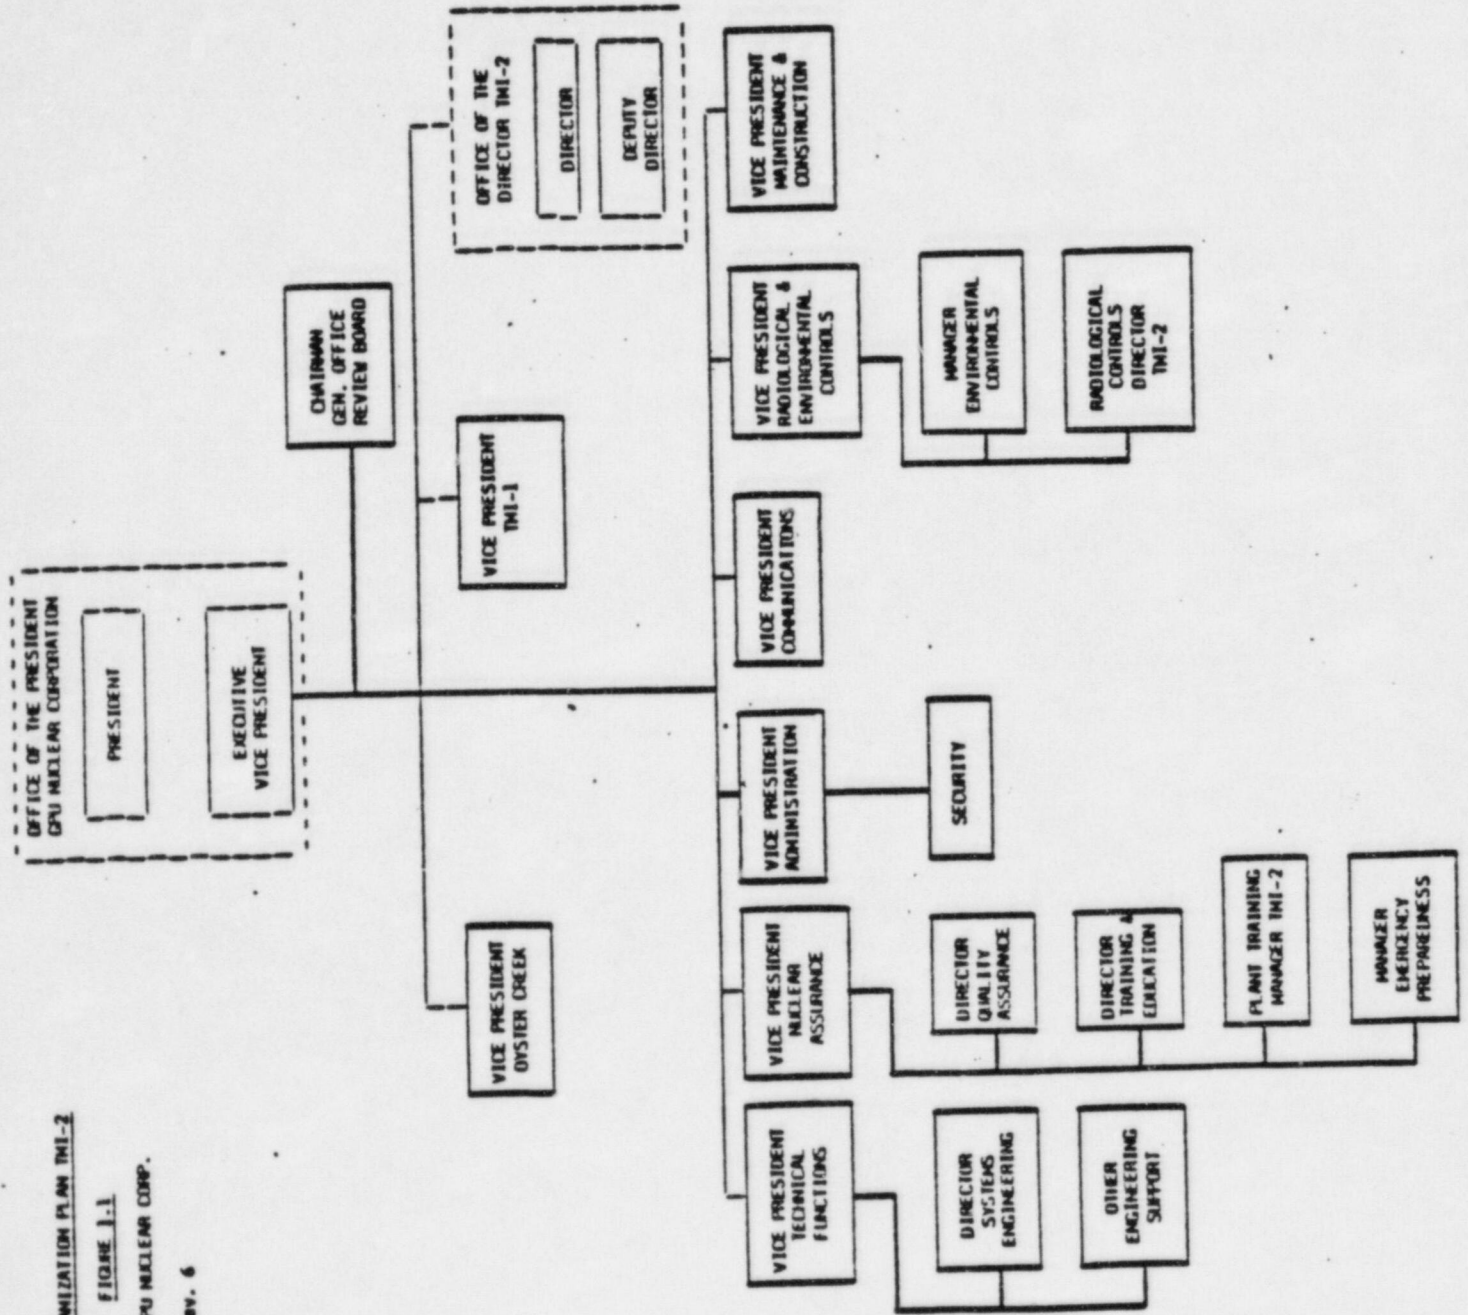 ANIZATION PLAN TMI-2
FIGURE 1.1
PU NUCLEAR CORP.
ev. 6
OFFICE OF THE PRESIDENT
GPU NUCLEAR CORPORATION
PRESIDENT
EXECUTIVE
VICE PRESIDENT
CHAIRMAN
GEN. OFFICE
REVIEW BOARD
VICE PRESIDENT
OYSTER CREEK
VICE PRESIDENT
TMI-1
OFFICE OF THE
DIRECTOR TMI-2
DIRECTOR
DEPUTY
DIRECTOR
VICE PRESIDENT
TECHNICAL
FUNCTIONS
VICE PRESIDENT
NUCLEAR
ASSURANCE
VICE PRESIDENT
ADMINISTRATION
VICE PRESIDENT
COMMUNICATIONS
VICE PRESIDENT
RADIOLOGICAL &
ENVIRONMENTAL
CONTROLS
VICE PRESIDENT
MAINTENANCE &
CONSTRUCTION
DIRECTOR
SYSTEMS
ENGINEERING
OTHER
ENGINEERING
SUPPORT
DIRECTOR
QUALITY
ASSURANCE
DIRECTOR
TRAINING &
EDUCATION
PLANT TRAINING
MANAGER TMI-2
MANAGER
EMERGENCY
PREPAREDNESS
SECURITY
MANAGER
ENVIRONMENTAL
CONTROLS
RADIOLOGICAL
CONTROLS
DIRECTOR
TMI-2